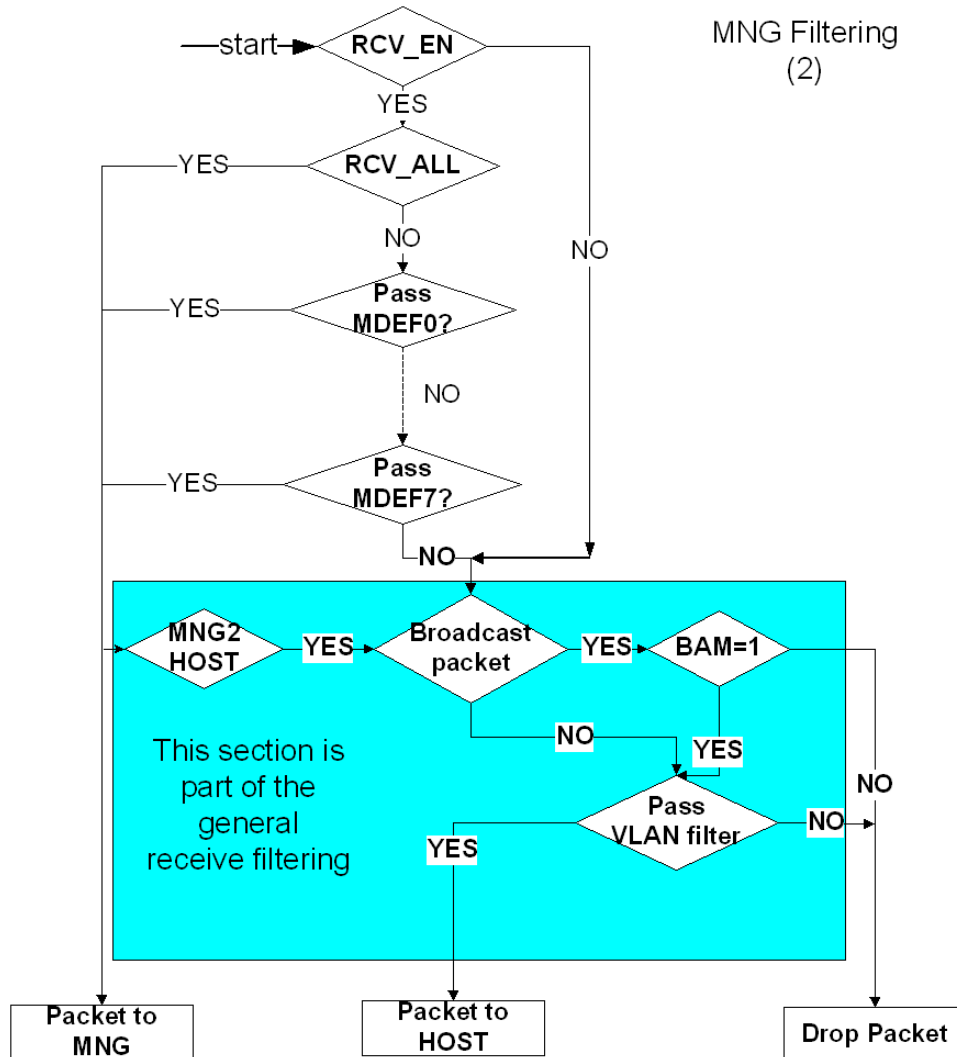 MNG Filtering
(2)
start
RCV_EN
YES
YES
RCV_ALL
NO
NO
YES
Pass
MDEF0?
NO
YES
Pass
MDEF7?
NO
MNG2
HOST
YES
Broadcast
packet
YES
BAM=1
NO
YES
This section is
part of the
general
receive filtering
NO
Pass
VLAN filter
NO
YES
Packet to
MNG
Packet to
HOST
Drop Packet